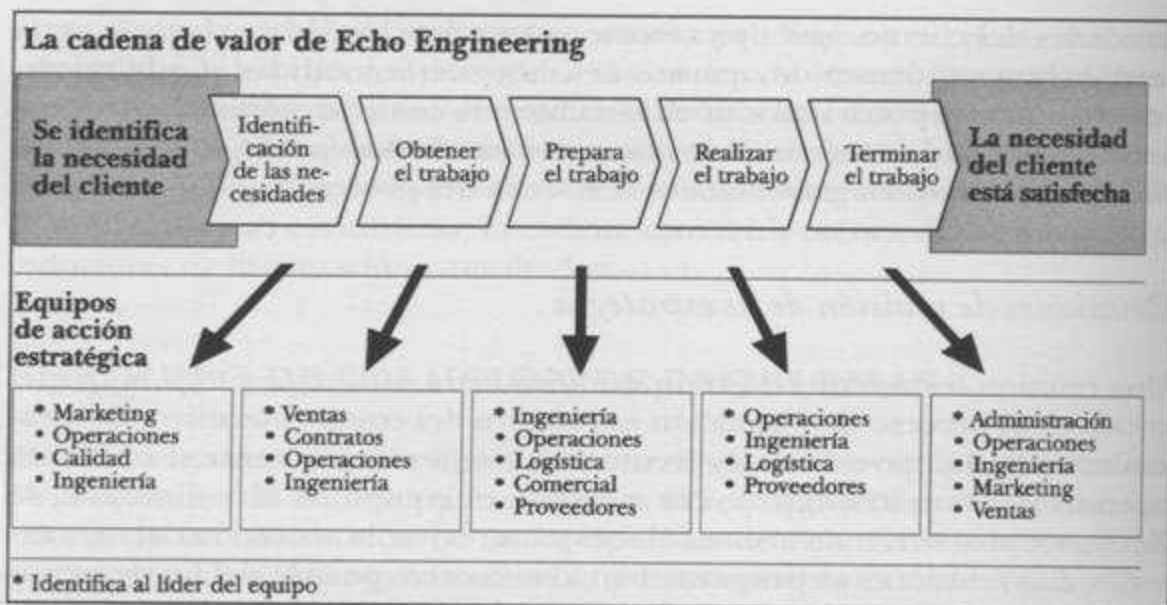 La cadena de valor de Echo Engineering
Se identifica
la necesidad
del cliente
Identifi-
cación
de las ne-
cesidades
Obtener
el trabajo
Prepara
el trabajo
Realizar
el trabajo
Terminar
el trabajo
La necesidad
del cliente
está satisfecha
Equipos
de acción
estratégica
* Marketing
• Operaciones
• Calidad
• Ingeniería
* Ventas
• Contratos
• Operaciones
• Ingeniería
* Ingeniería
• Operaciones
• Logística
• Comercial
• Proveedores
* Operaciones
• Ingeniería
• Logística
• Proveedores
* Administración
• Operaciones
• Ingeniería
• Marketing
• Ventas
* Identifica al líder del equipo